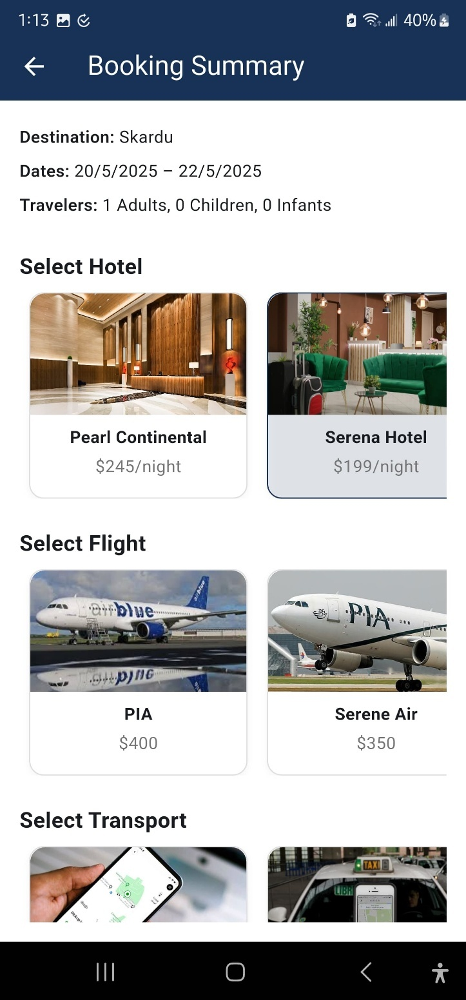 1:13 40%
Booking Summary
Destination: Skardu
Dates: 20/5/2025 – 22/5/2025
Travelers: 1 Adults, 0 Children, 0 Infants
Select Hotel
Pearl Continental
$245/night
Serena Hotel
$199/night
Select Flight
airblue
airblue
PIA
$400
PIA
Serene Air
$350
Select Transport
TAXI
LIBR